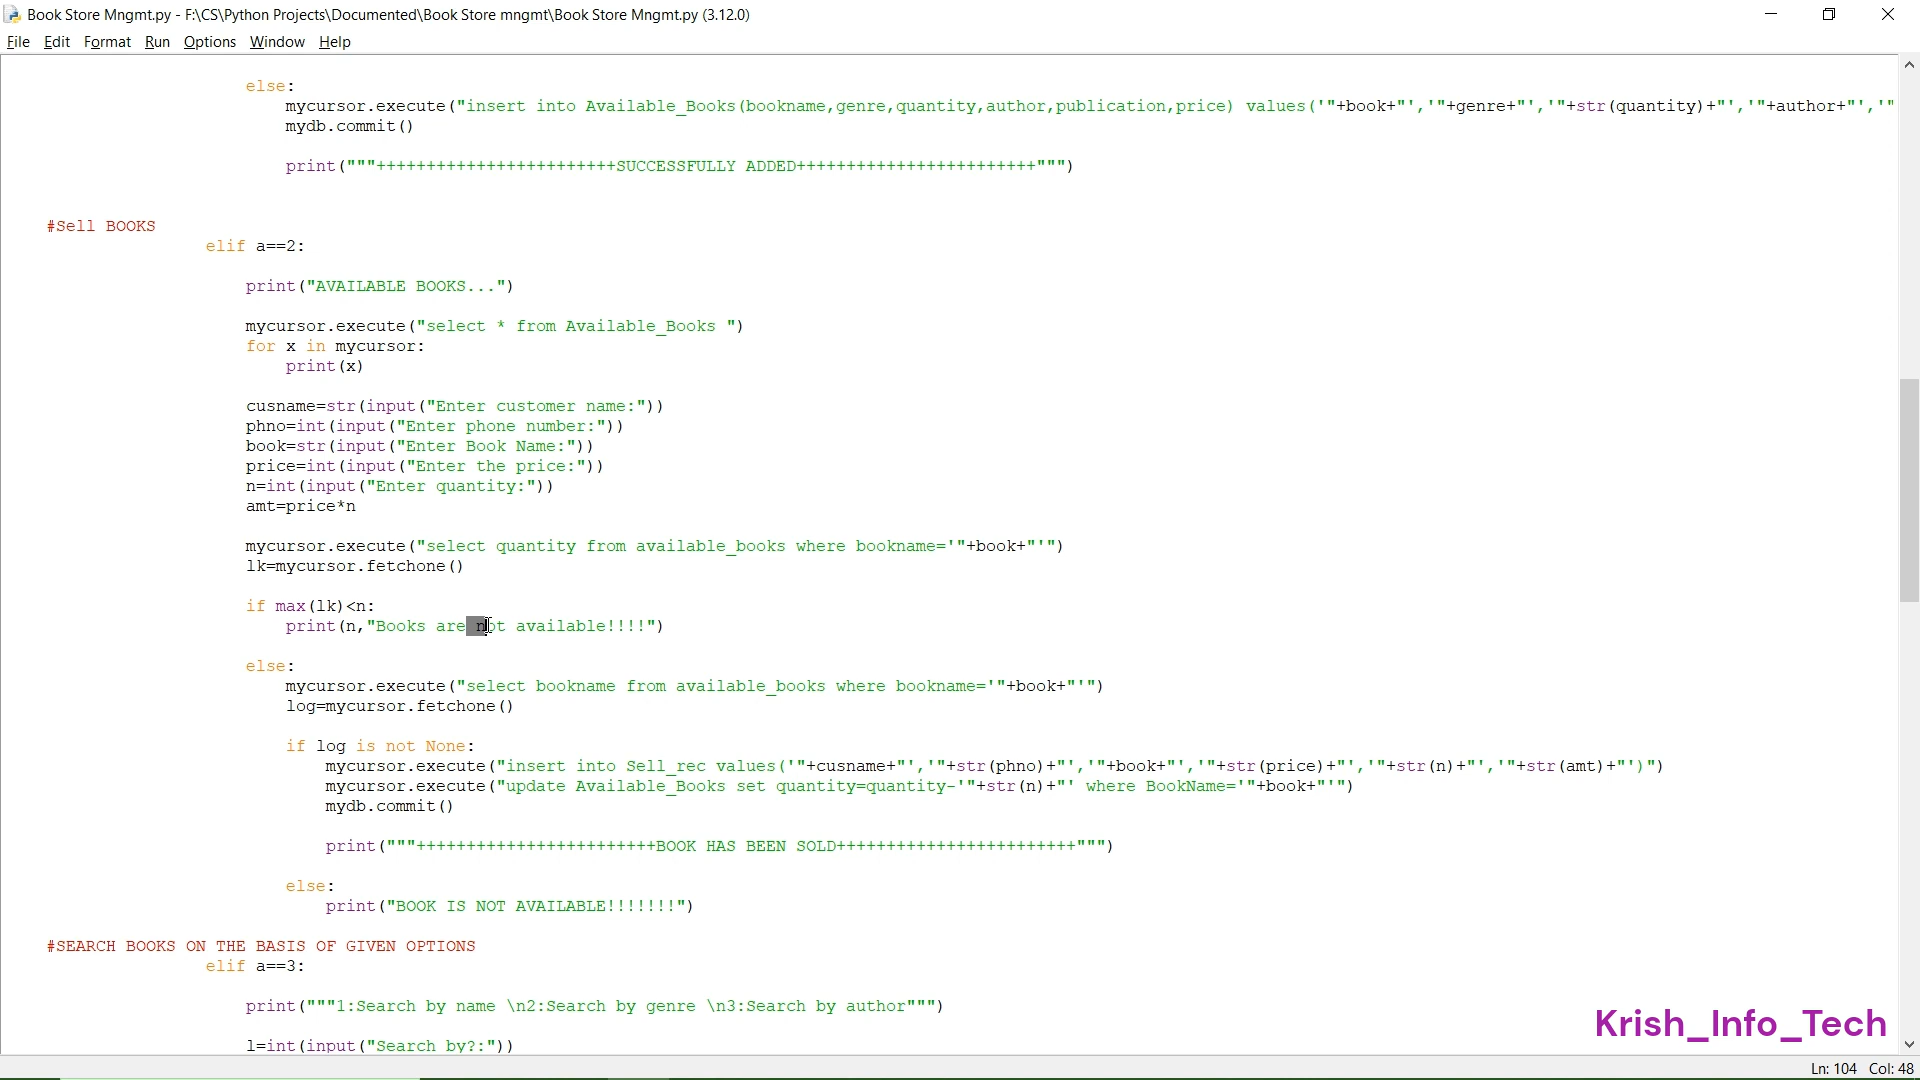 Book Store Mngmt.py - F:\CS\Python Projects\Documented\Book Store mngmt\Book Store Mngmt.py (3.12.0)
File Edit Format Run Options Window Help
else:
mycursor.execute("insert into Available_Books(bookname,genre,quantity,author,publication,price) values('"+book+"','"+genre+"','"+str(quantity)+"','"+author+"','"
mydb.commit()
print("""++++++++++++++++++++++++SUCCESSFULLY ADDED++++++++++++++++++++++++""")
#Sell BOOKS
elif a==2:
print("AVAILABLE BOOKS...")
mycursor.execute("select * from Available_Books ")
for x in mycursor:
print(x)
cusname=str(input("Enter customer name:"))
phno=int(input("Enter phone number:"))
book=str(input("Enter Book Name:"))
price=int(input("Enter the price:"))
n=int(input("Enter quantity:"))
amt=price*n
mycursor.execute("select quantity from available_books where bookname='"+book+"'")
lk=mycursor.fetchone()
if max(lk)<n:
print(n,"Books are not available!!!!")
else:
mycursor.execute("select bookname from available_books where bookname='"+book+"'")
log=mycursor.fetchone()
if log is not None:
mycursor.execute("insert into Sell_rec values('"+cusname+"','"+str(phno)+"','"+book+"','"+str(price)+"','"+str(n)+"','"+str(amt)+"')")
mycursor.execute("update Available_Books set quantity=quantity-'"+str(n)+"' where BookName='"+book+"'")
mydb.commit()
print("""++++++++++++++++++++++++BOOK HAS BEEN SOLD++++++++++++++++++++++++""")
else:
print("BOOK IS NOT AVAILABLE!!!!!!!")
#SEARCH BOOKS ON THE BASIS OF GIVEN OPTIONS
elif a==3:
print("""1:Search by name \n2:Search by genre \n3:Search by author""")
l=int(input("Search by?:"))
Krish_Info_Tech
Ln: 104 Col: 48